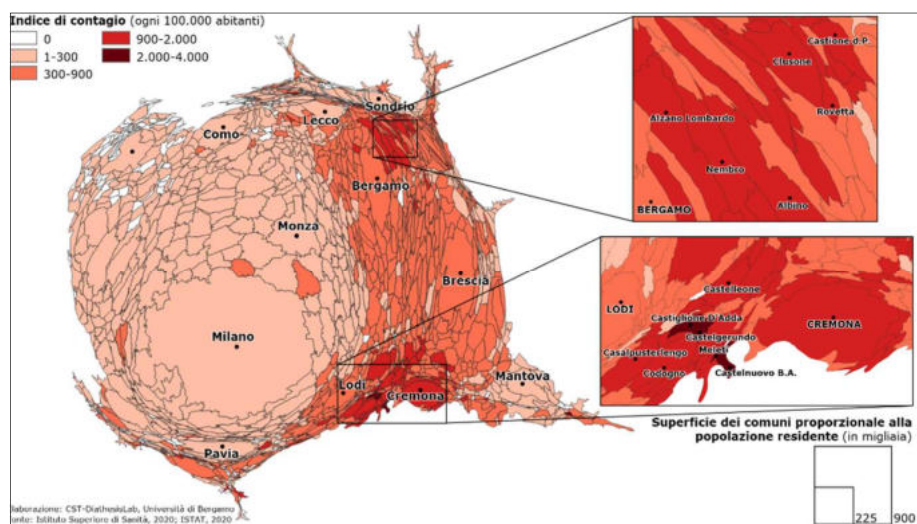 Indice di contagio (ogni 100.000 abitanti)
0
900-2.000
1-300
2.000-4.000
300-900
Sondrio
Lecco
Como
Bergamo
Monza
Brescia
Milano
Lodi
Cremona
Mantova
Pavia
Castione d.P.
Clusone
Rovetta
Alzano Lombardo
Nembro
Albino
BERGAMO
Castelleone
LODI
Castiglione D'Adda
CREMONA
Castelgerundo
Meleti
Casalpusterlengo
Codogno
Castelnuovo B.A.
Superficie dei comuni proporzionale alla
popolazione residente (in migliaia)
225
900
laborazione: CST-DiathesisLab, Università di Bergamo
onte: Istituto Superiore di Sanità, 2020; ISTAT, 2020